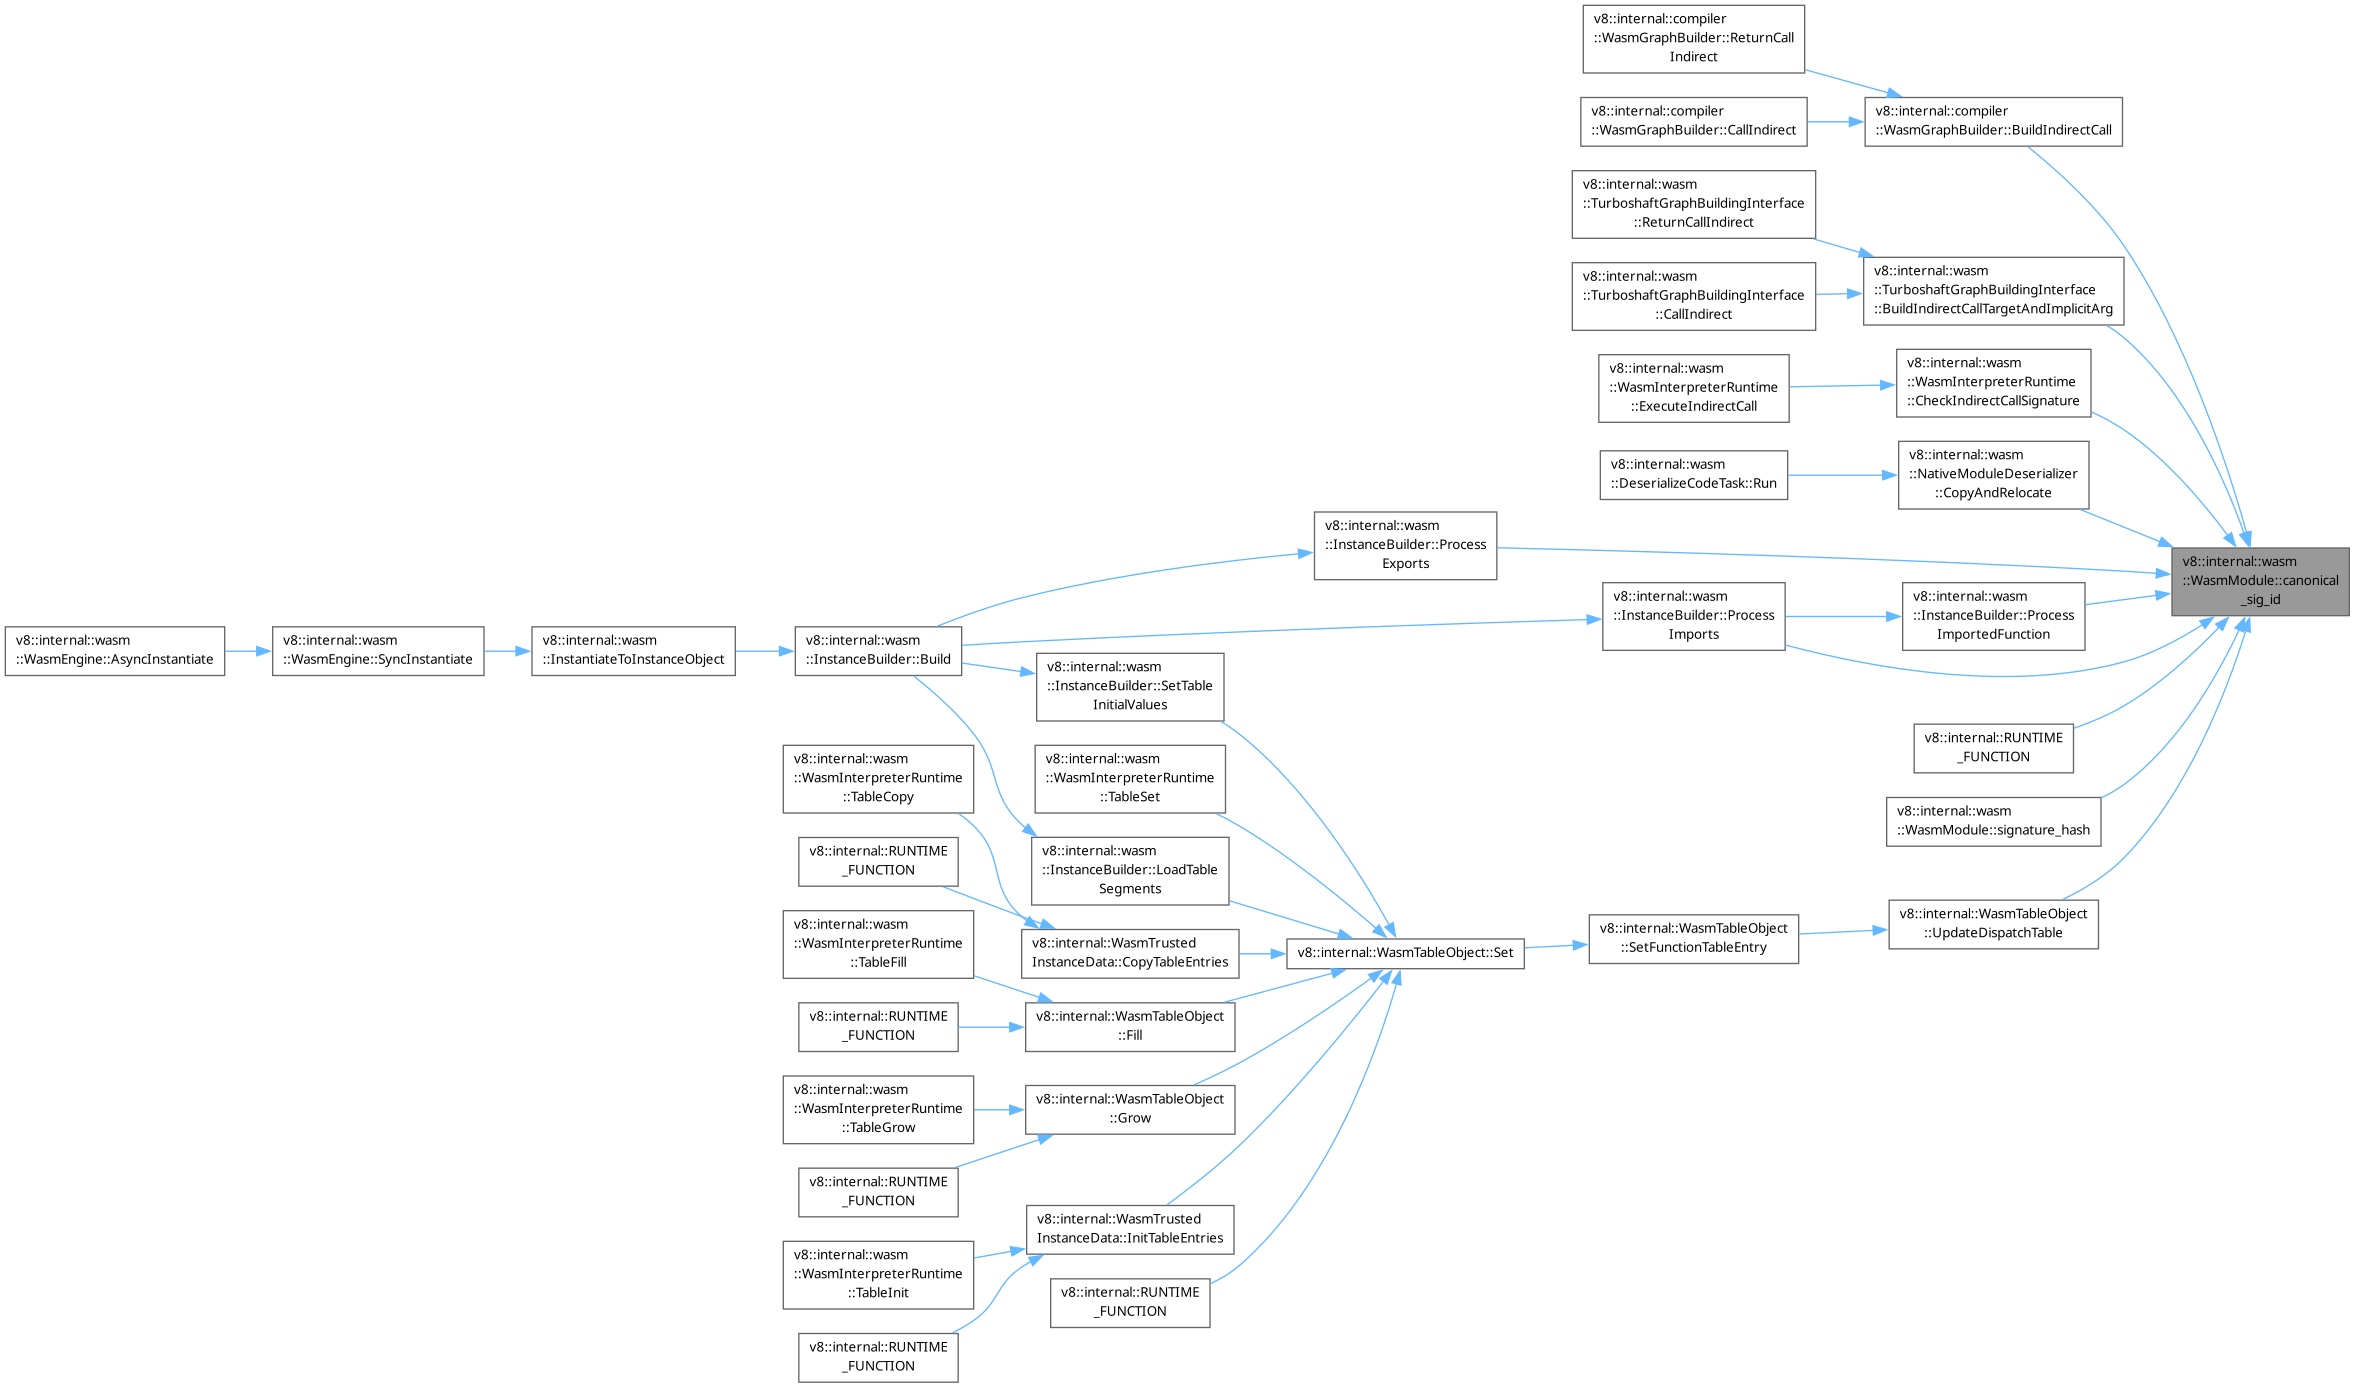 v8::internal::compiler
::WasmGraphBuilder::ReturnCall
Indirect
v8::internal::compiler
::WasmGraphBuilder::CallIndirect
v8::internal::compiler
::WasmGraphBuilder::BuildIndirectCall
v8::internal::wasm
::TurboshaftGraphBuildingInterface
::ReturnCallIndirect
v8::internal::wasm
::TurboshaftGraphBuildingInterface
::CallIndirect
v8::internal::wasm
::TurboshaftGraphBuildingInterface
::BuildIndirectCallTargetAndImplicitArg
v8::internal::wasm
::WasmInterpreterRuntime
::ExecuteIndirectCall
v8::internal::wasm
::WasmInterpreterRuntime
::CheckIndirectCallSignature
v8::internal::wasm
::DeserializeCodeTask::Run
v8::internal::wasm
::NativeModuleDeserializer
::CopyAndRelocate
v8::internal::wasm
::InstanceBuilder::Process
Exports
v8::internal::wasm
::WasmModule::canonical
_sig_id
v8::internal::wasm
::InstanceBuilder::Process
Imports
v8::internal::wasm
::InstanceBuilder::Process
ImportedFunction
v8::internal::wasm
::WasmEngine::AsyncInstantiate
v8::internal::wasm
::WasmEngine::SyncInstantiate
v8::internal::wasm
::InstantiateToInstanceObject
v8::internal::wasm
::InstanceBuilder::Build
v8::internal::wasm
::InstanceBuilder::SetTable
InitialValues
v8::internal::RUNTIME
_FUNCTION
v8::internal::wasm
::WasmInterpreterRuntime
::TableCopy
v8::internal::wasm
::WasmInterpreterRuntime
::TableSet
v8::internal::wasm
::WasmModule::signature_hash
v8::internal::RUNTIME
_FUNCTION
v8::internal::wasm
::InstanceBuilder::LoadTable
Segments
v8::internal::wasm
::WasmInterpreterRuntime
::TableFill
v8::internal::WasmTrusted
InstanceData::CopyTableEntries
v8::internal::WasmTableObject::Set
v8::internal::WasmTableObject
::SetFunctionTableEntry
v8::internal::WasmTableObject
::UpdateDispatchTable
v8::internal::RUNTIME
_FUNCTION
v8::internal::WasmTableObject
::Fill
v8::internal::wasm
::WasmInterpreterRuntime
::TableGrow
v8::internal::WasmTableObject
::Grow
v8::internal::RUNTIME
_FUNCTION
v8::internal::WasmTrusted
InstanceData::InitTableEntries
v8::internal::wasm
::WasmInterpreterRuntime
::TableInit
v8::internal::RUNTIME
_FUNCTION
v8::internal::RUNTIME
_FUNCTION